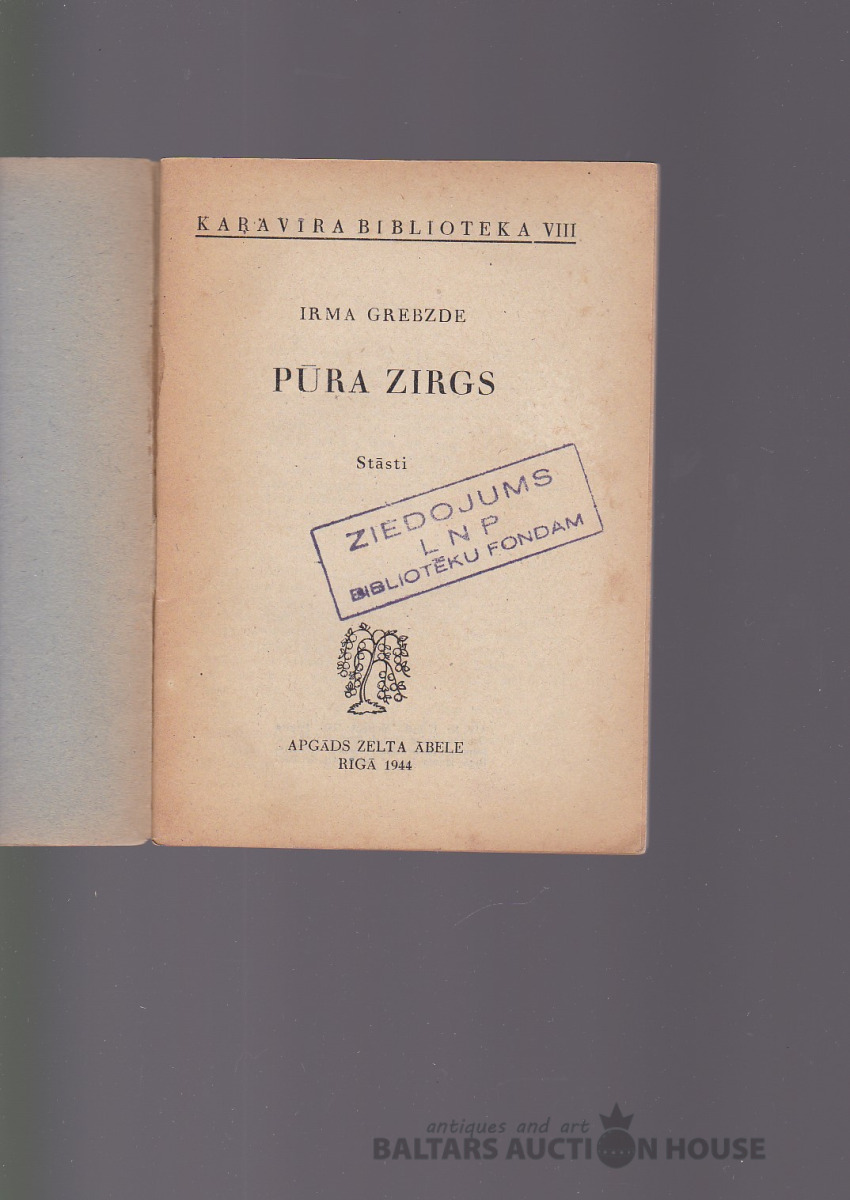 KAŖAVĪRA BIBLIOTEKA VIII
IRMA GREBZDE
PŪRA ZIRGS
Stāsti
ZIEDOJUMS
LNP
BIBLIOTĒKU FONDAM
APGĀDS ZELTA ĀBELE
RĪGĀ 1944
antiques and art
BALTARS AUCTION HOUSE